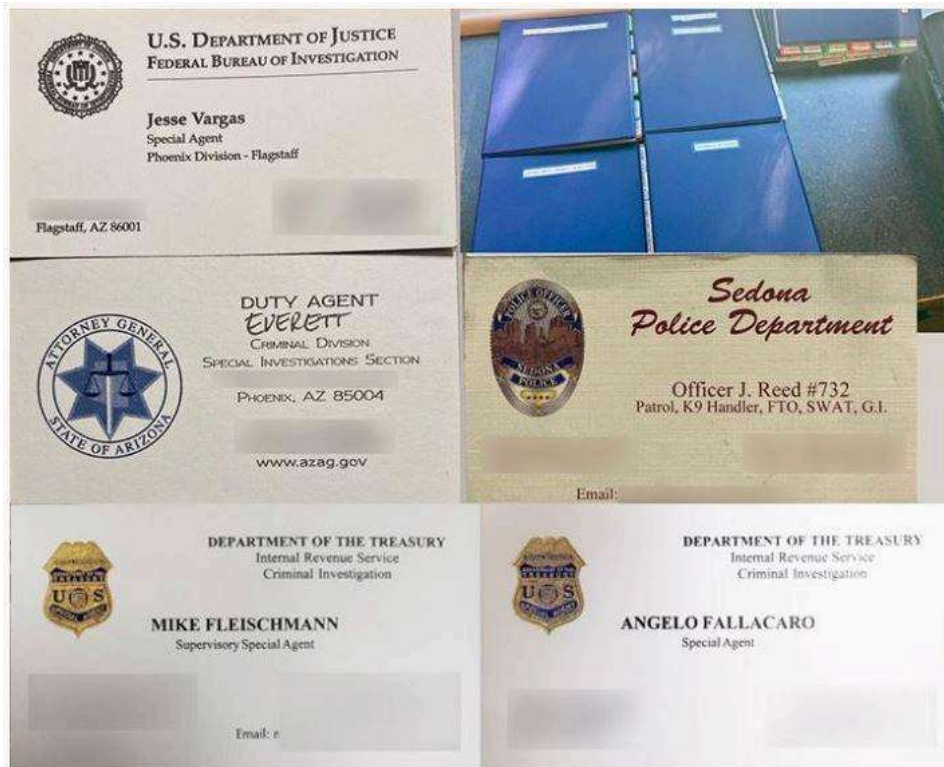 U.S. DEPARTMENT OF JUSTICE
FEDERAL BUREAU OF INVESTIGATION
Jesse Vargas
Special Agent
Phoenix Division - Flagstaff
Flagstaff, AZ 86001
DUTY AGENT
EVERETT
CRIMINAL DIVISION
SPECIAL INVESTIGATIONS SECTION
PHOENIX, AZ 85004
www.azag.gov
ATTORNEY GENERAL
STATE OF ARIZONA
Sedona
Police Department
Officer J. Reed #732
Patrol, K9 Handler, FTO, SWAT, G.I.
Email:
POLICE OFFICER
SEDONA
POLICE
DEPARTMENT OF THE TREASURY
Internal Revenue Service
Criminal Investigation
MIKE FLEISCHMANN
Supervisory Special Agent
Email:
U S
DEPARTMENT OF THE TREASURY
Internal Revenue Service
Criminal Investigation
ANGELO FALLACARO
Special Agent
U S